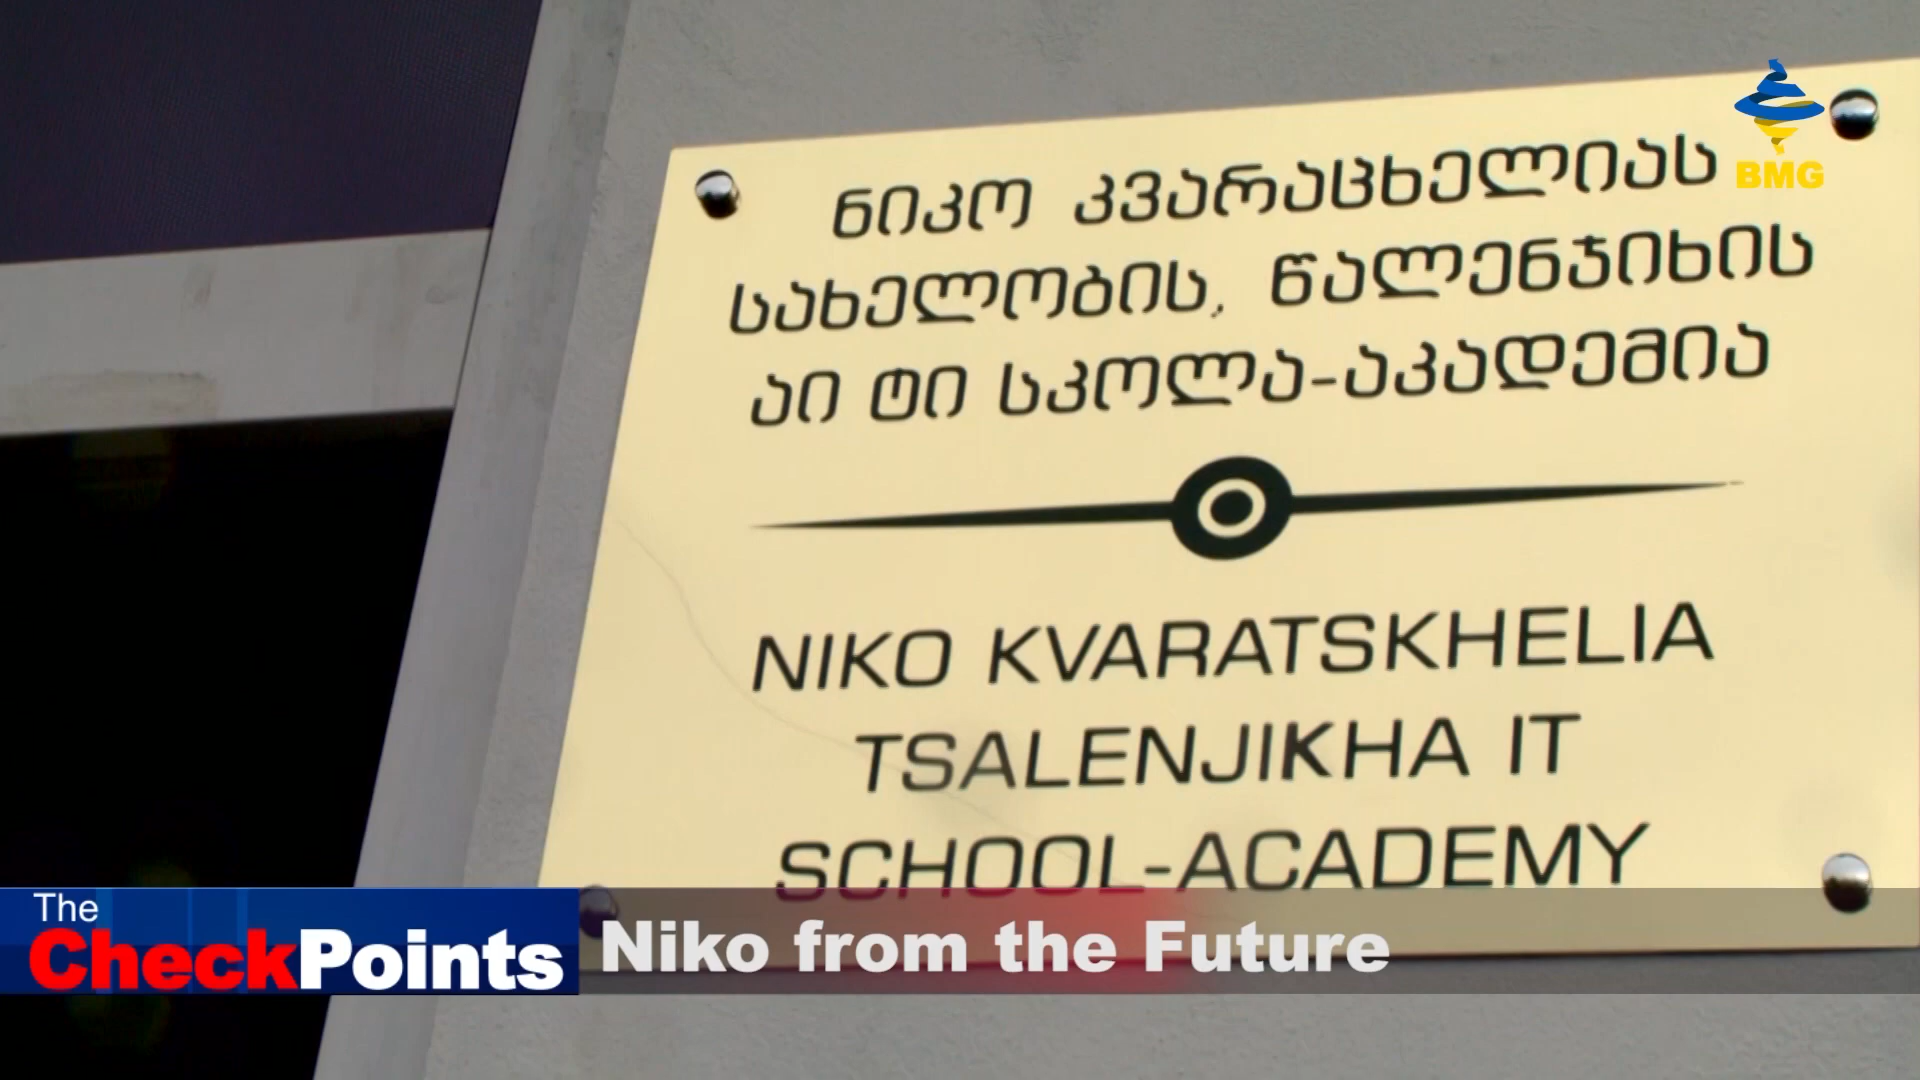 ნიკო კვარაცხელიას
სახელობის, წალენჯიხის
აი ტი სკოლა-აკადემია
NIKO KVARATSKHELIA
TSALENJIKHA IT
SCHOOL-ACADEMY
BMG
The
CheckPoints
Niko from the Future